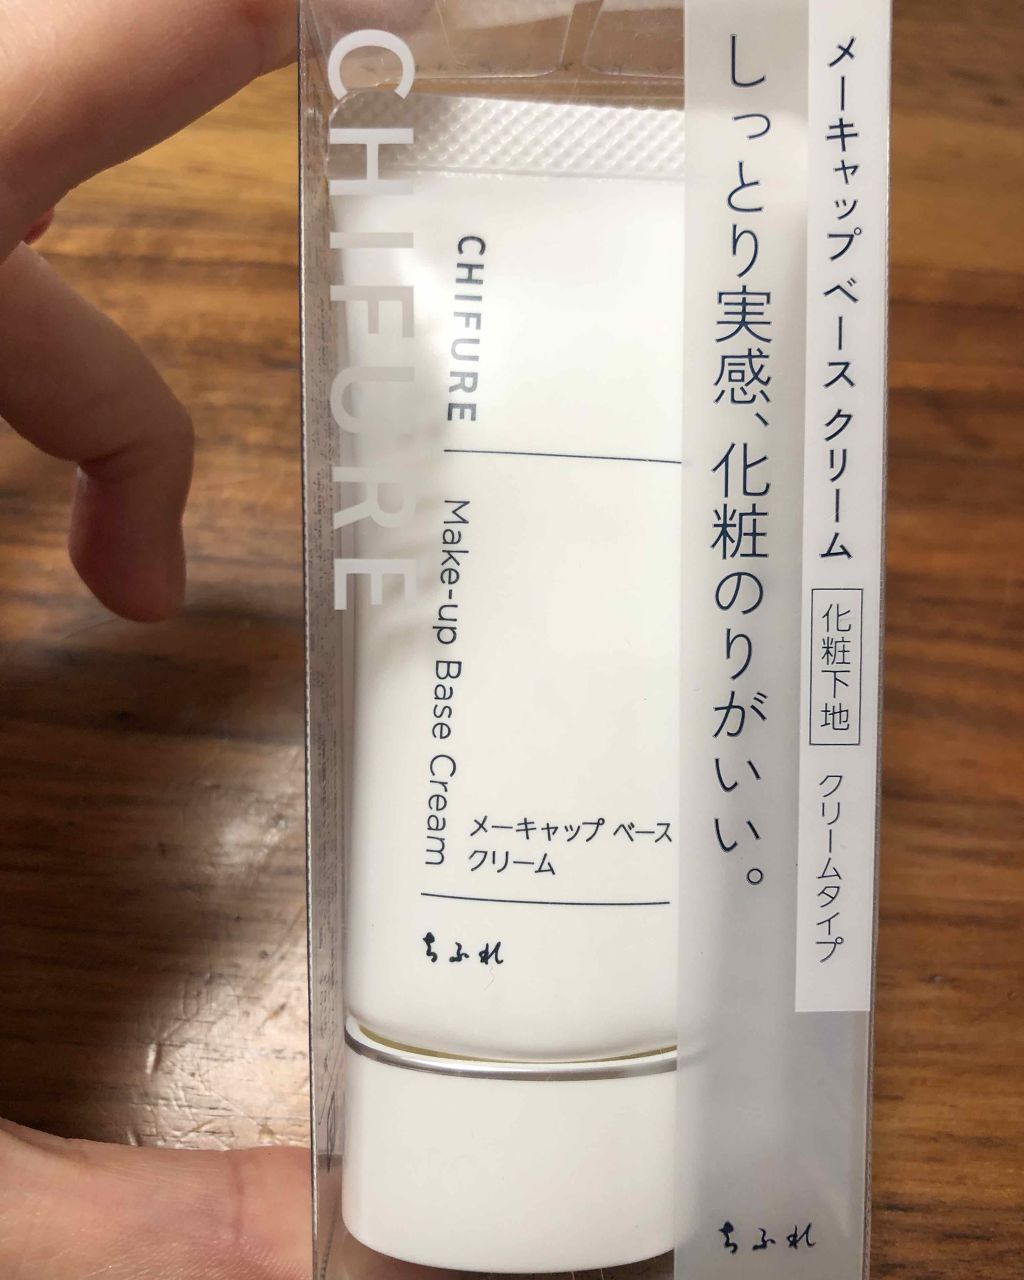 メーキャップ ベース クリーム 化粧下地 クリームタイプ
しっとり実感、化粧のりがいい。
ちふれ
CHIFURE
CHIFURE
Make-up Base Cream
メーキャップ ベース
クリーム
ちふれ